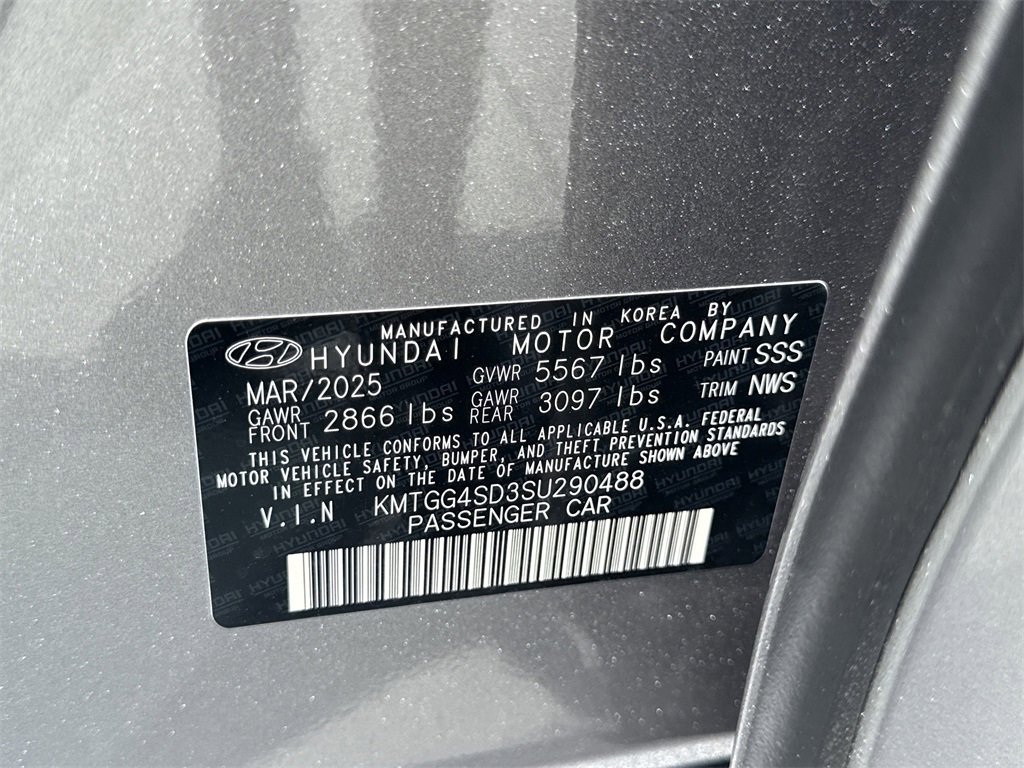 MANUFACTURED IN KOREA BY
HYUNDAI MOTOR COMPANY
MAR/2025 GVWR 5567 lbs PAINT SSS
GAWR FRONT 2866 lbs GAWR REAR 3097 lbs TRIM NWS
THIS VEHICLE CONFORMS TO ALL APPLICABLE U.S.A. FEDERAL
MOTOR VEHICLE SAFETY, BUMPER, AND THEFT PREVENTION STANDARDS
IN EFFECT ON THE DATE OF MANUFACTURE SHOWN ABOVE
V.I.N KMTGG4SD3SU290488
PASSENGER CAR